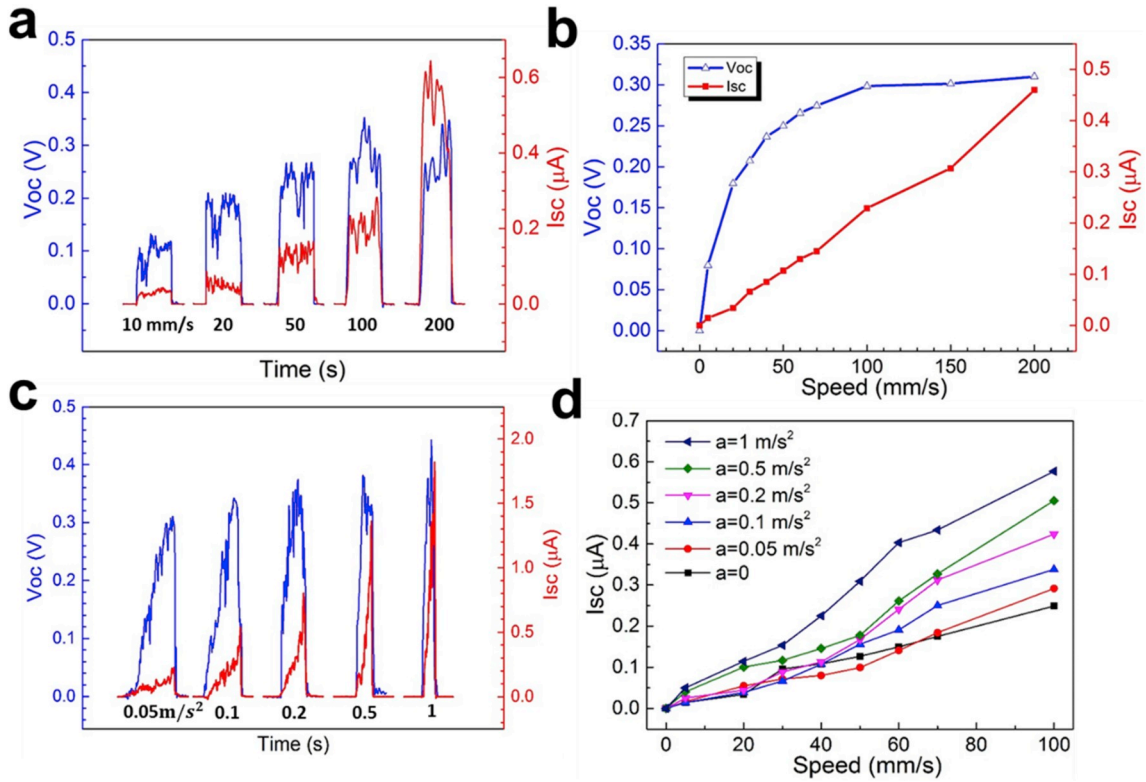 a
0.5
0.4
0.3
0.2
0.1
0.0
Voc (V)
0.6
0.4
0.2
0.0
Isc (μA)
10 mm/s 20 50 100 200
Time (s)
b
0.35
0.30
0.25
0.20
0.15
0.10
0.05
0.00
Voc (V)
Voc
Isc
0.5
0.4
0.3
0.2
0.1
0.0
Isc (μA)
0 50 100 150 200
Speed (mm/s)
c
0.5
0.4
0.3
0.2
0.1
0.0
Voc (V)
2.0
1.5
1.0
0.5
0.0
Isc (μA)
0.05m/s² 0.1 0.2 0.5 1
Time (s)
d
0.7
0.6
0.5
0.4
0.3
0.2
0.1
0.0
Isc (μA)
a=1 m/s²
a=0.5 m/s²
a=0.2 m/s²
a=0.1 m/s²
a=0.05 m/s²
a=0
0 20 40 60 80 100
Speed (mm/s)